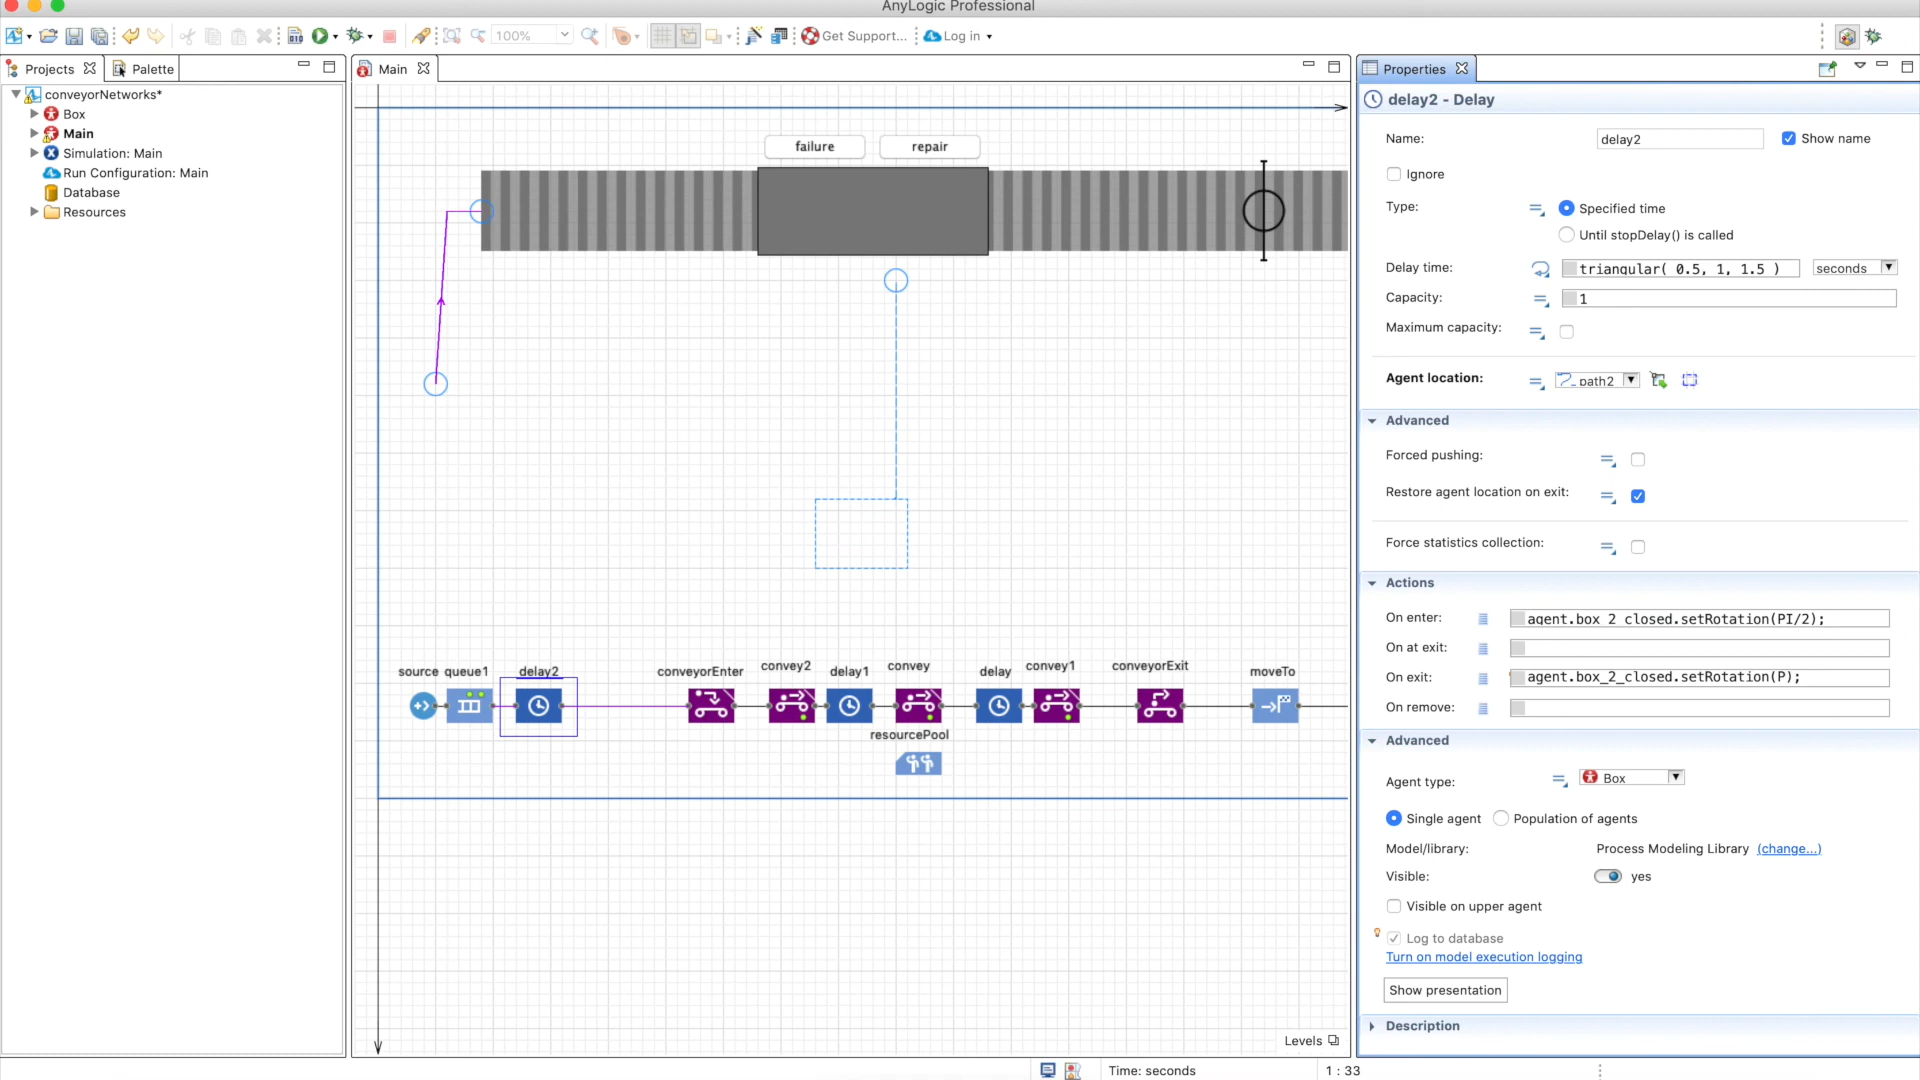 AnyLogic Professional
100%
Get Support...
Log in
Projects
Palette
Main
Properties
conveyorNetworks*
Box
Main
Simulation: Main
Run Configuration: Main
Database
Resources
failure
repair
source
queue1
delay2
conveyorEnter
convey2
delay1
convey
delay
convey1
conveyorExit
moveTo
resourcePool
Levels
delay2 - Delay
Name:
delay2
Show name
Ignore
Type:
Specified time
Until stopDelay() is called
Delay time:
triangular( 0.5, 1, 1.5 )
seconds
Capacity:
1
Maximum capacity:
Agent location:
path2
Advanced
Forced pushing:
Restore agent location on exit:
Force statistics collection:
Actions
On enter:
agent.box_2_closed.setRotation(PI/2);
On at exit:
On exit:
agent.box_2_closed.setRotation(P);
On remove:
Advanced
Agent type:
Box
Single agent
Population of agents
Model/library:
Process Modeling Library (change...)
Visible:
yes
Visible on upper agent
Log to database
Turn on model execution logging
Show presentation
Description
Time: seconds
1 : 33